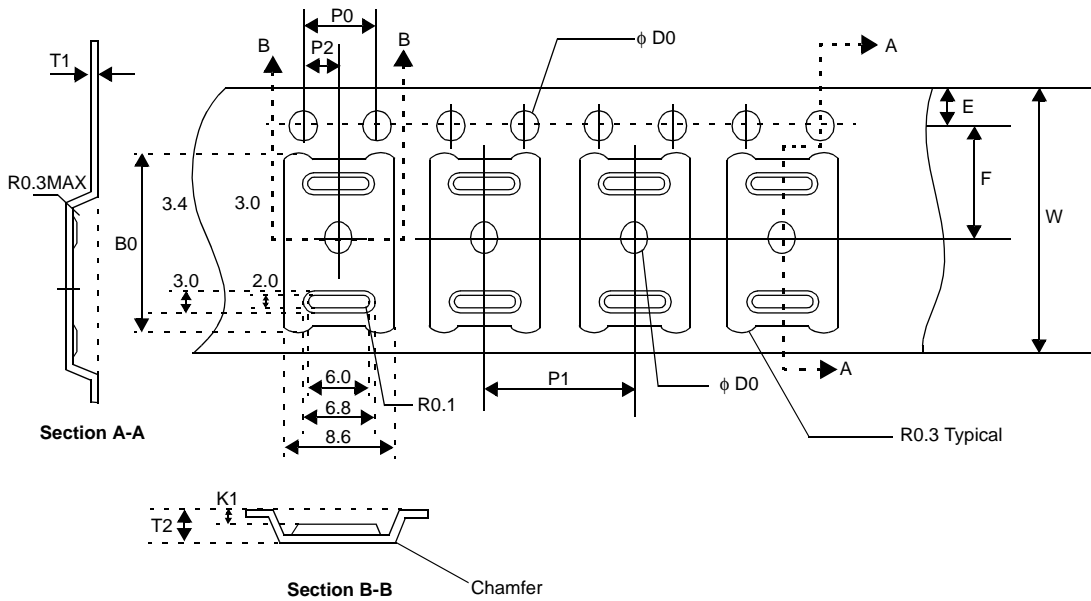 P0
B
P2
B
ϕ D0
A
T1
E
F
W
R0.3MAX
3.4
3.0
B0
3.0
2.0
6.0
6.8
8.6
R0.1
P1
ϕ D0
A
R0.3 Typical
Section A-A
K1
T2
Chamfer
Section B-B